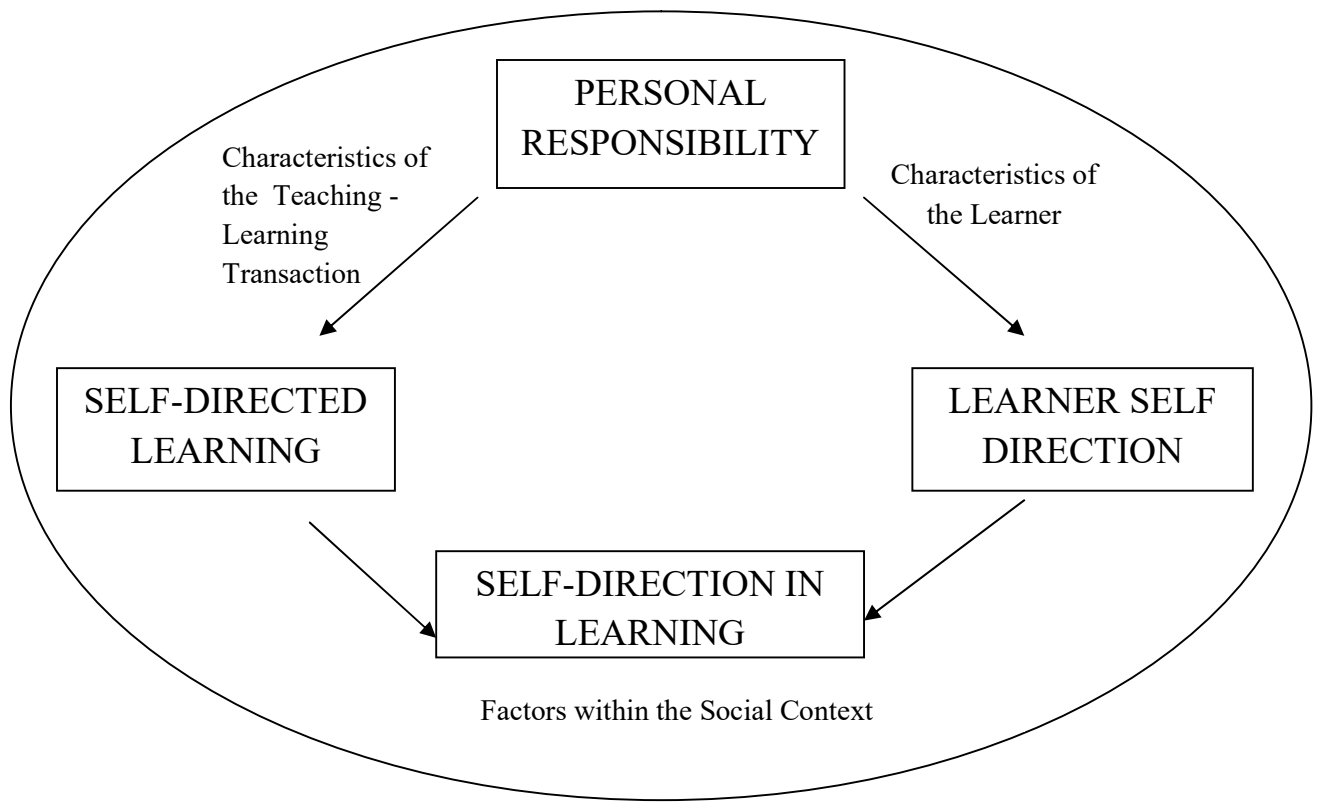 PERSONAL
RESPONSIBILITY
Characteristics of
the Teaching -
Learning
Transaction
Characteristics of
the Learner
SELF-DIRECTED
LEARNING
LEARNER SELF
DIRECTION
SELF-DIRECTION IN
LEARNING
Factors within the Social Context